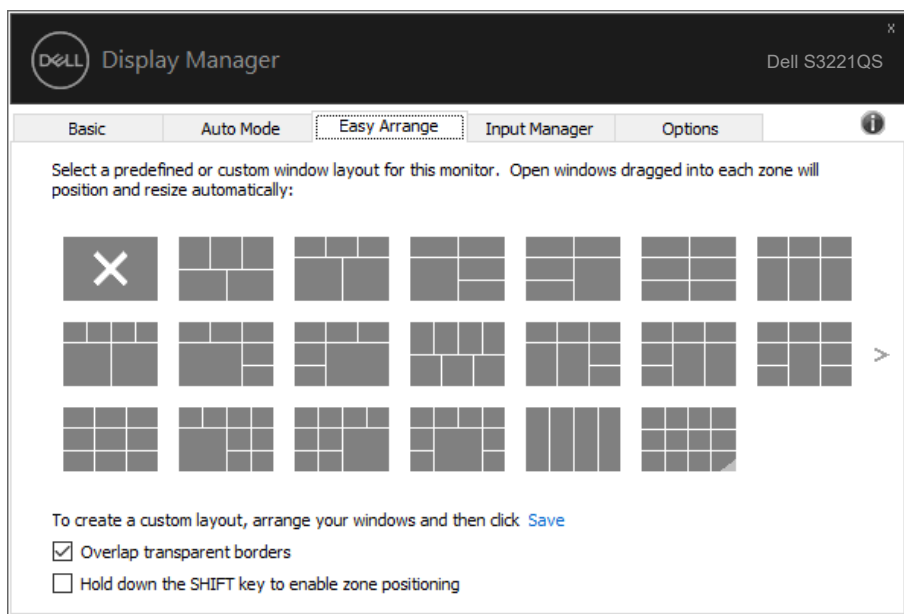 DELL Display Manager
x
Dell S3221QS
Basic Auto Mode Easy Arrange Input Manager Options
Select a predefined or custom window layout for this monitor. Open windows dragged into each zone will
position and resize automatically:
>
To create a custom layout, arrange your windows and then click Save
Overlap transparent borders
Hold down the SHIFT key to enable zone positioning